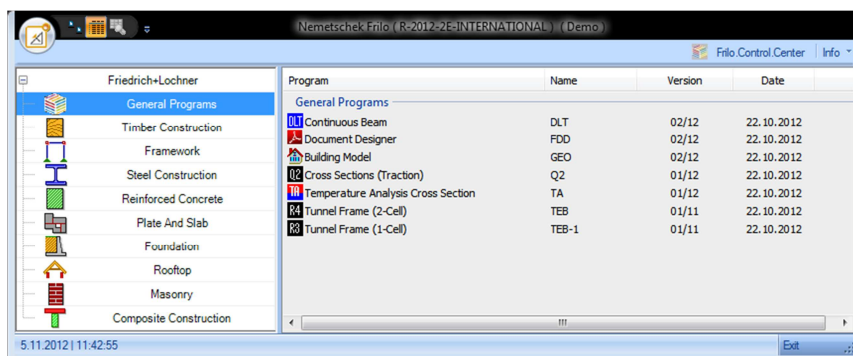 Nemetschek Frilo ( R-2012-2E-INTERNATIONAL ) ( Demo )
Frilo.Control.Center Info
Friedrich+Lochner
General Programs
Timber Construction
Framework
Steel Construction
Reinforced Concrete
Plate And Slab
Foundation
Rooftop
Masonry
Composite Construction
Program Name Version Date
General Programs
DLT Continuous Beam DLT 02/12 22.10.2012
Document Designer FDD 02/12 22.10.2012
Building Model GEO 02/12 22.10.2012
Q2 Cross Sections (Traction) Q2 01/12 22.10.2012
TA Temperature Analysis Cross Section TA 01/12 22.10.2012
R4 Tunnel Frame (2-Cell) TEB 01/11 22.10.2012
R3 Tunnel Frame (1-Cell) TEB-1 01/11 22.10.2012
5.11.2012 | 11:42:55 Exit